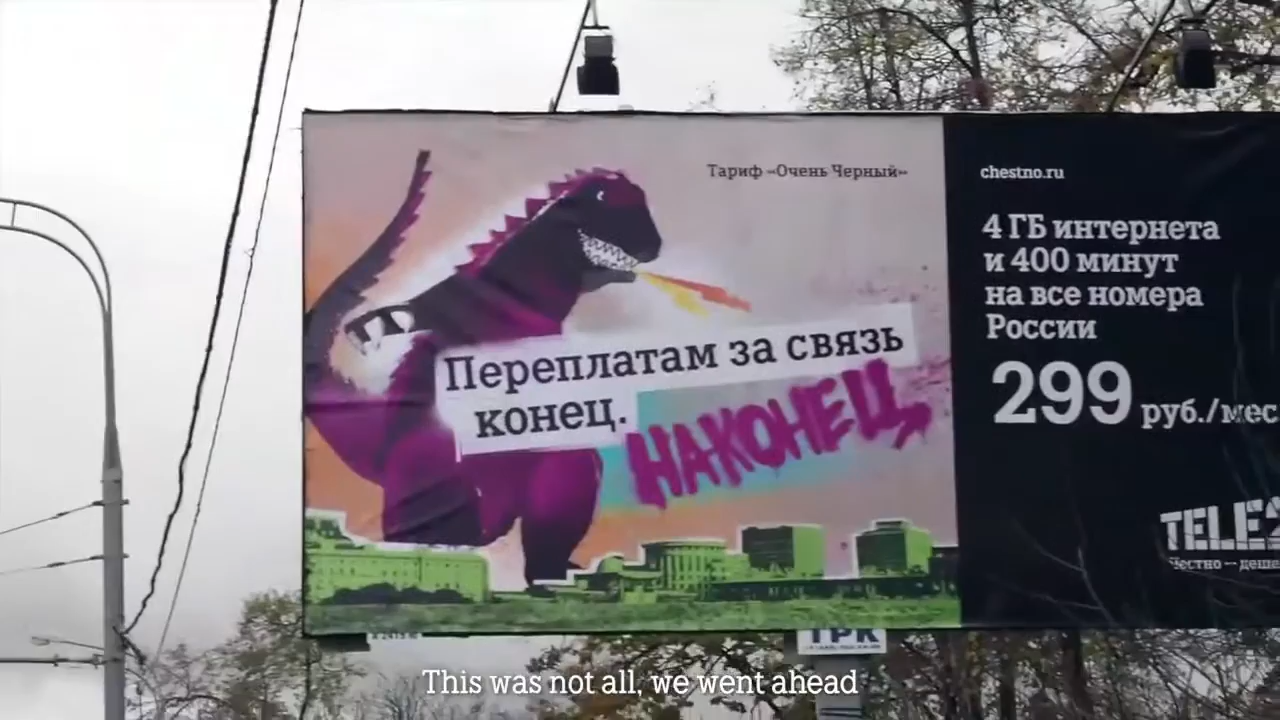 Тариф «Очень Черный»
Переплатам за связь
конец.
НАКОНЕЦ
chestno.ru
4 ГБ интернета
и 400 минут
на все номера
России
299 руб./мес
TELE2
ТРК
This was not all, we went ahead